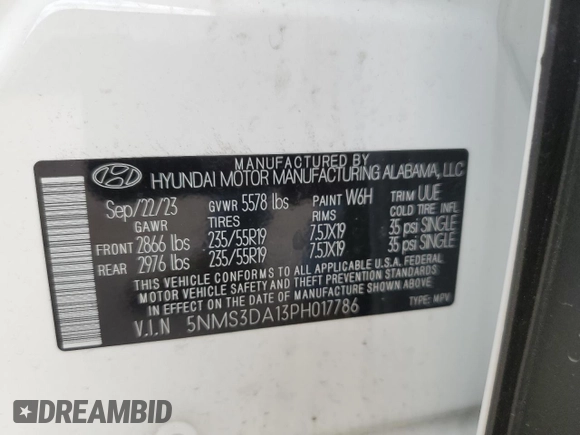 MANUFACTURED BY
HYUNDAI MOTOR MANUFACTURING ALABAMA, LLC
Sep/22/23 GVWR 5578 lbs PAINT W6H TRIM UUE
GAWR TIRES RIMS COLD TIRE INFL.
FRONT 2866 lbs 235/55R19 7.5JX19 35 psi SINGLE
REAR 2976 lbs 235/55R19 7.5JX19 35 psi SINGLE
THIS VEHICLE CONFORMS TO ALL APPLICABLE U.S.A. FEDERAL
MOTOR VEHICLE SAFETY AND THEFT PREVENTION STANDARDS
IN EFFECT ON THE DATE OF MANUFACTURE SHOWN ABOVE.
V.I.N 5NMS3DA13PH017786 TYPE: MPV
DREAMBID